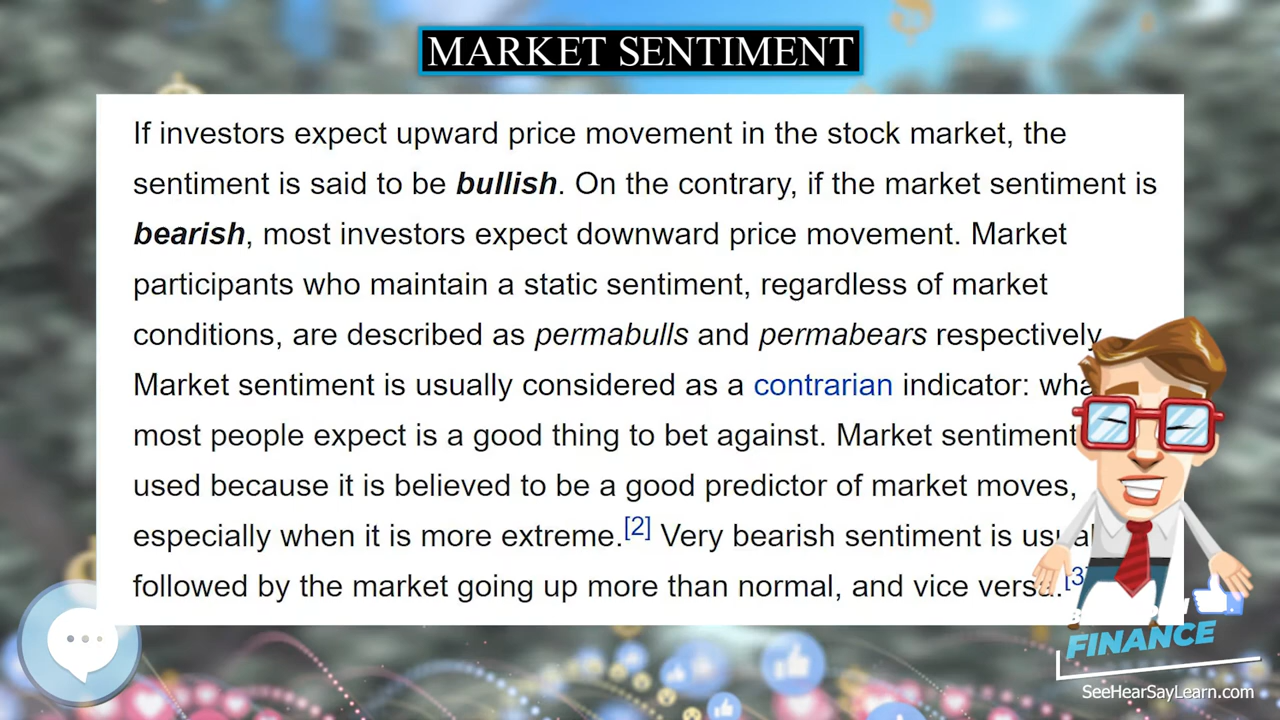 MARKET SENTIMENT
If investors expect upward price movement in the stock market, the
sentiment is said to be bullish. On the contrary, if the market sentiment is
bearish, most investors expect downward price movement. Market
participants who maintain a static sentiment, regardless of market
conditions, are described as permabulls and permabears respectively
Market sentiment is usually considered as a contrarian indicator:
most people expect is a good thing to bet against. Market sentiment
used because it is believed to be a good predictor of market moves,
especially when it is more extreme.[2] Very bearish sentiment is
followed by the market going up more than normal, and vice versa.[3]
FINANCE
SeeHearSayLearn.com